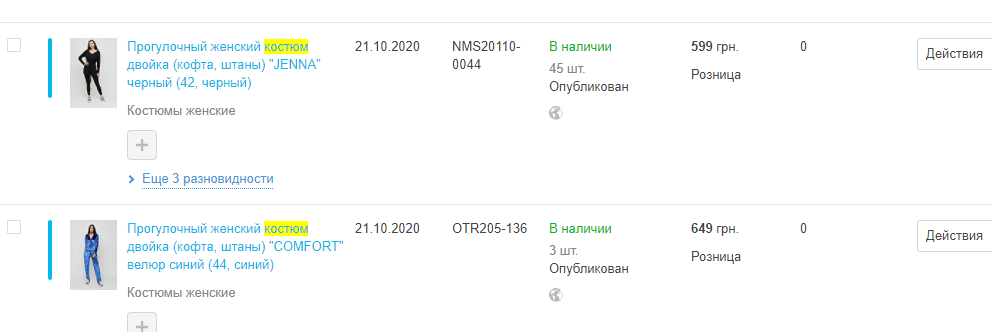 Прогулочный женский костюм
двойка (кофта, штаны) "JENNA"
черный (42, черный)
Костюмы женские
+
Еще 3 разновидности
21.10.2020
NMS20110-
0044
В наличии
45 шт.
Опубликован
599 грн.
Розница
0
Действия
Прогулочный женский костюм
двойка (кофта, штаны) "COMFORT"
велюр синий (44, синий)
Костюмы женские
+
21.10.2020
OTR205-136
В наличии
3 шт.
Опубликован
649 грн.
Розница
0
Действия